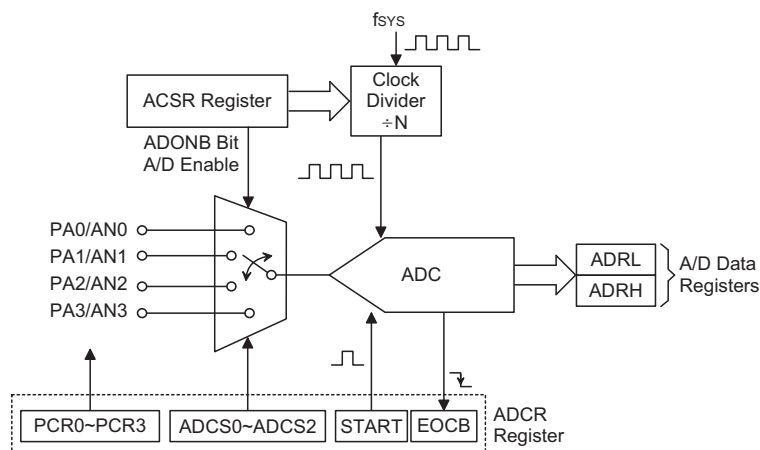 fSYS
ACSR Register
Clock
Divider
÷N
ADONB Bit
A/D Enable
PA0/AN0
PA1/AN1
PA2/AN2
PA3/AN3
ADC
ADRL
ADRH
A/D Data
Registers
PCR0~PCR3
ADCS0~ADCS2
START
EOCB
ADCR
Register